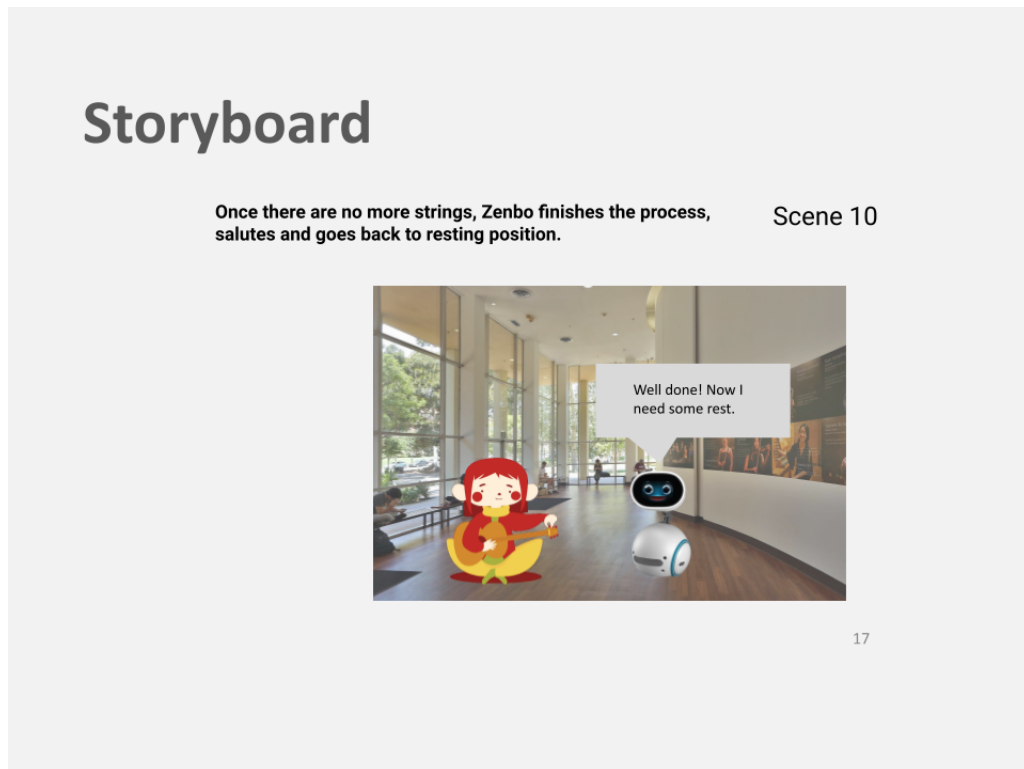 Storyboard
Once there are no more strings, Zenbo finishes the process,
salutes and goes back to resting position.
Scene 10
Well done! Now I
need some rest.
17